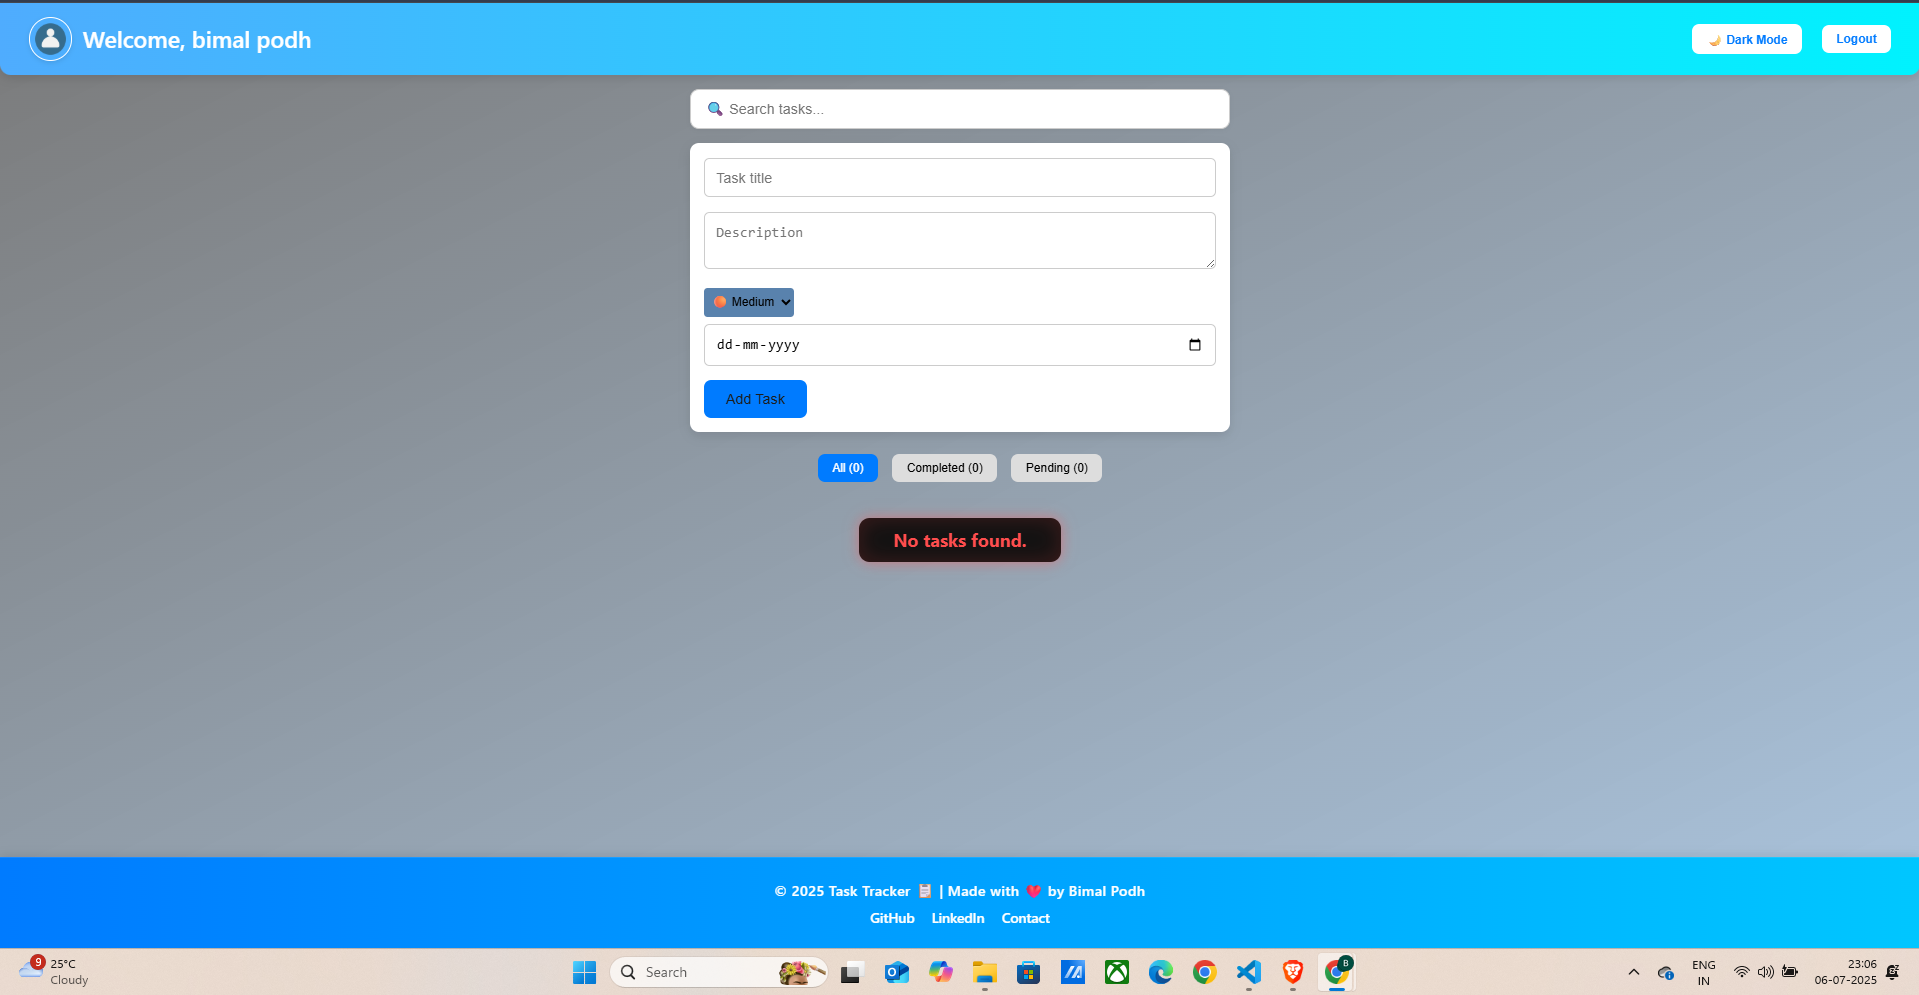 Welcome, bimal podh
🌙 Dark Mode
Logout
🔍 Search tasks...
Task title
Description
🟠 Medium
dd-mm-yyyy
Add Task
All (0)
Completed (0)
Pending (0)
No tasks found.
© 2025 Task Tracker 📋 | Made with ❤️ by Bimal Podh
GitHub LinkedIn Contact
9
25°C
Cloudy
Search
B
ENG
IN
23:06
06-07-2025